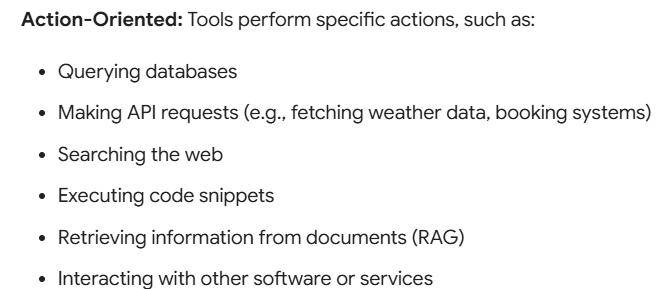 Action-Oriented: Tools perform specific actions, such as:
• Querying databases
• Making API requests (e.g., fetching weather data, booking systems)
• Searching the web
• Executing code snippets
• Retrieving information from documents (RAG)
• Interacting with other software or services